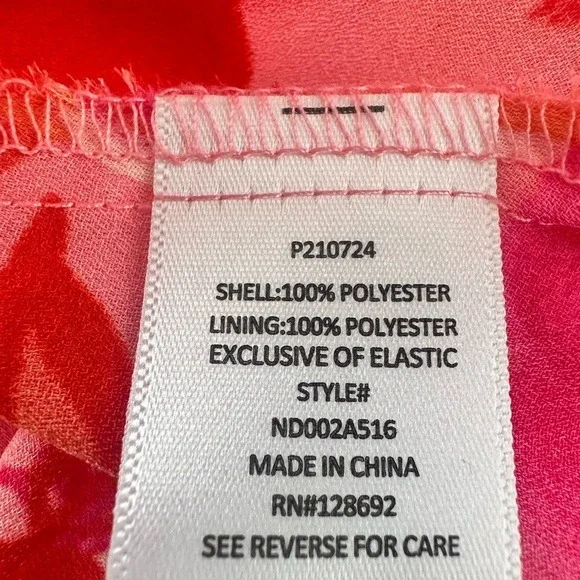 P210724
SHELL:100% POLYESTER
LINING:100% POLYESTER
EXCLUSIVE OF ELASTIC
STYLE#
ND002A516
MADE IN CHINA
RN#128692
SEE REVERSE FOR CARE